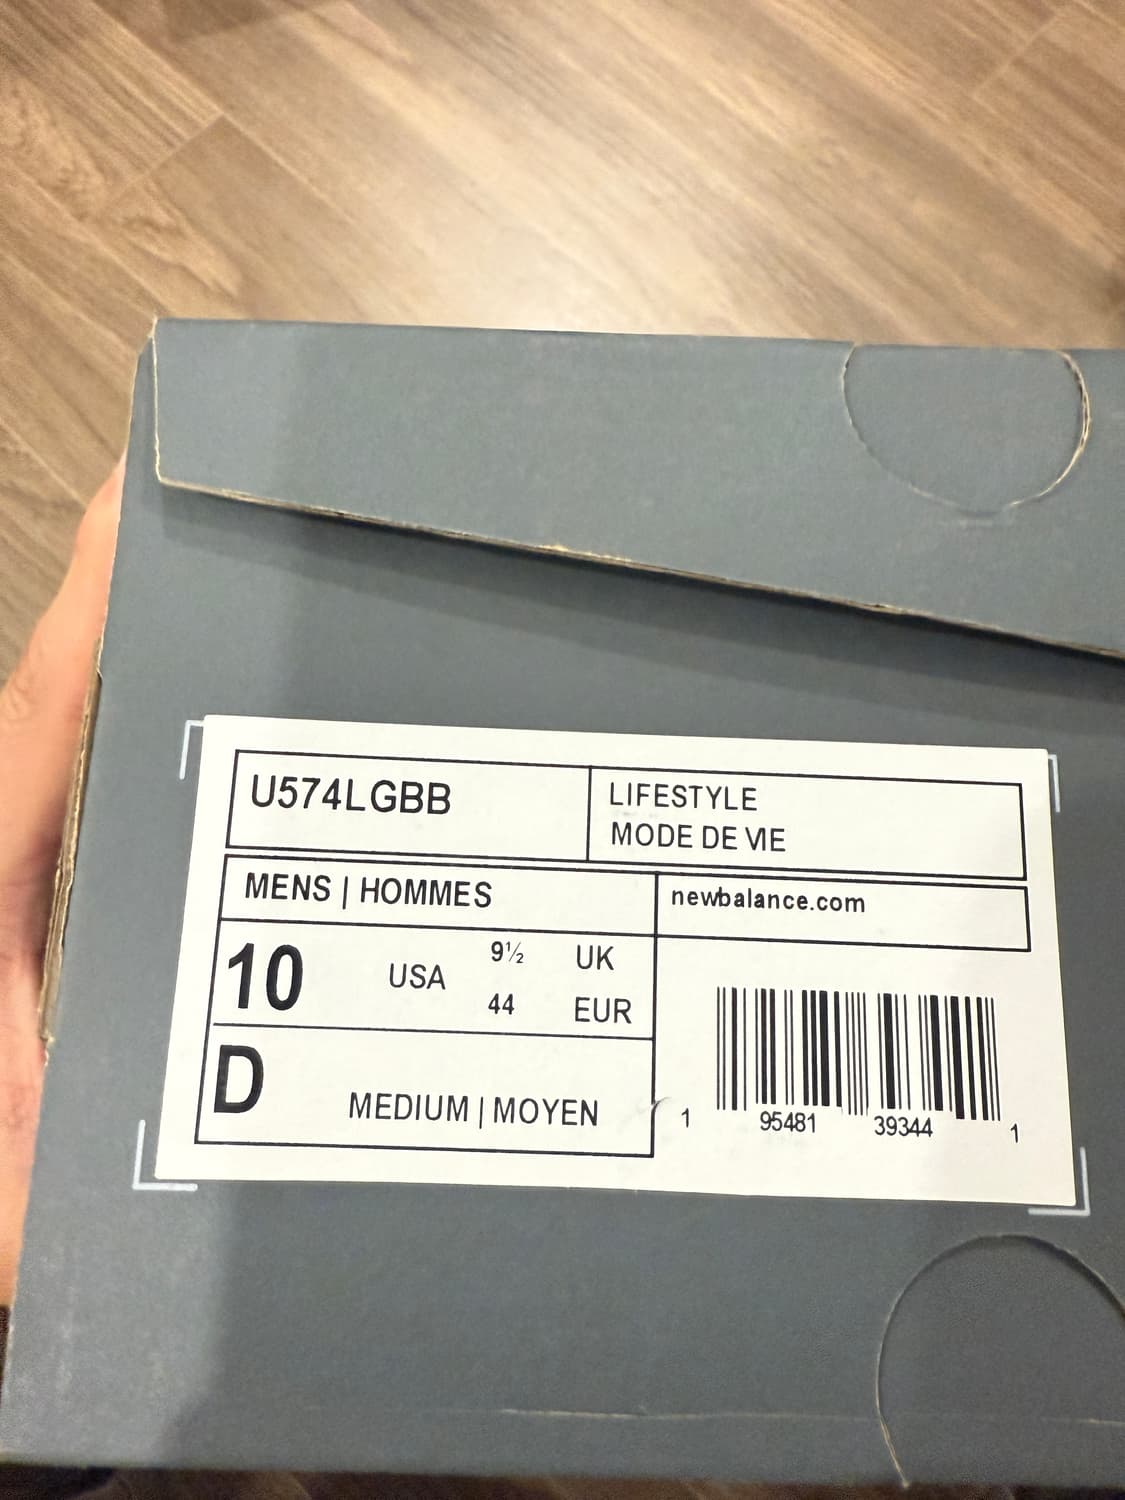 U574LGBB
LIFESTYLE
MODE DE VIE
MENS | HOMMES
newbalance.com
10 USA 9½ UK
44 EUR
D MEDIUM | MOYEN
1 95481 39344 1